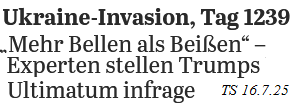 Ukraine-Invasion, Tag 1239
„Mehr Bellen als Beißen“ –
Experten stellen Trumps
Ultimatum infrage TS 16.7.25